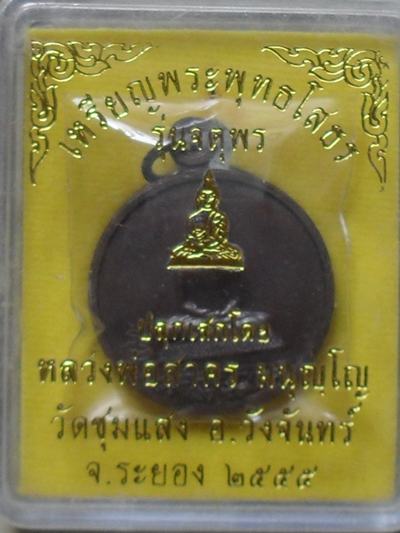 เหรียญพระพุทธโสธร
รุ่นจตุพร
ปลุกเสกโดย
หลวงพ่อสาคร มนุญฺโญ
วัดชุมแสง อ.วังจันทร์
จ.ระยอง ๒๕๕๕